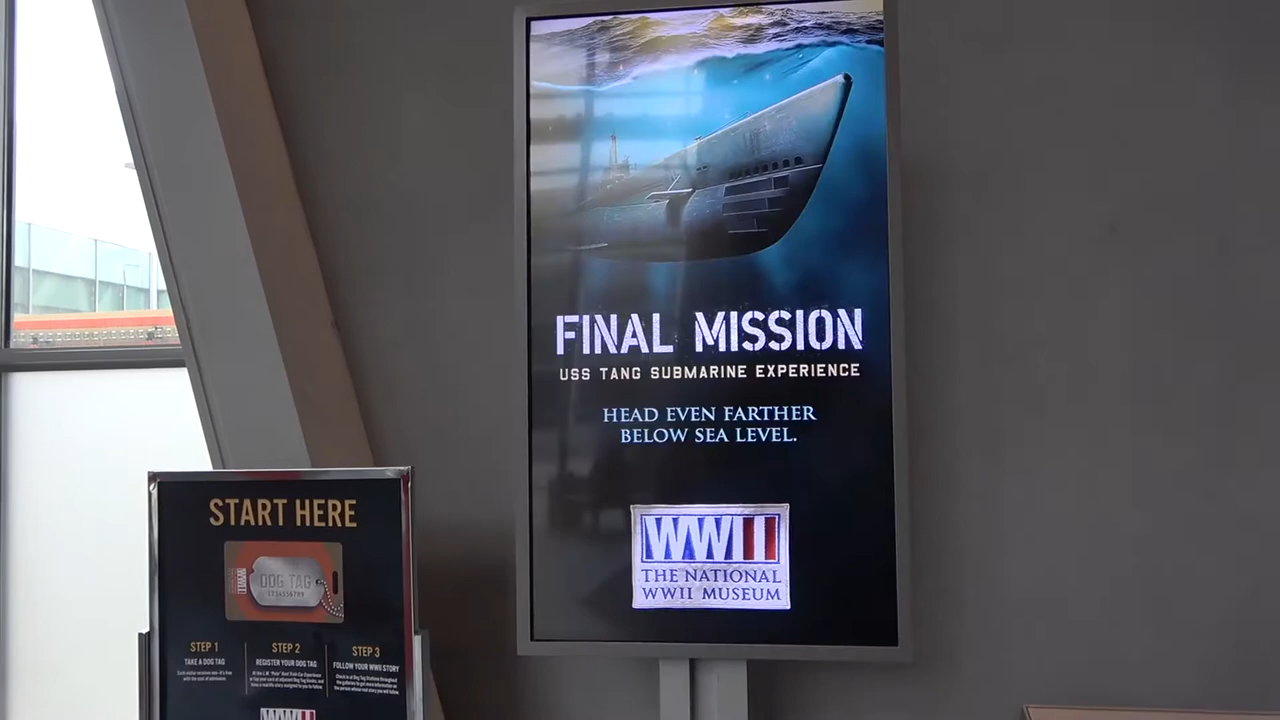 FINAL MISSION
USS TANG SUBMARINE EXPERIENCE
HEAD EVEN FARTHER
BELOW SEA LEVEL.
WWII
THE NATIONAL
WWII MUSEUM
START HERE
WWII
DOG TAG
STEP 1
TAKE A DOG TAG
STEP 2
REGISTER YOUR DOG TAG
STEP 3
FOLLOW YOUR WWII STORY
WWII